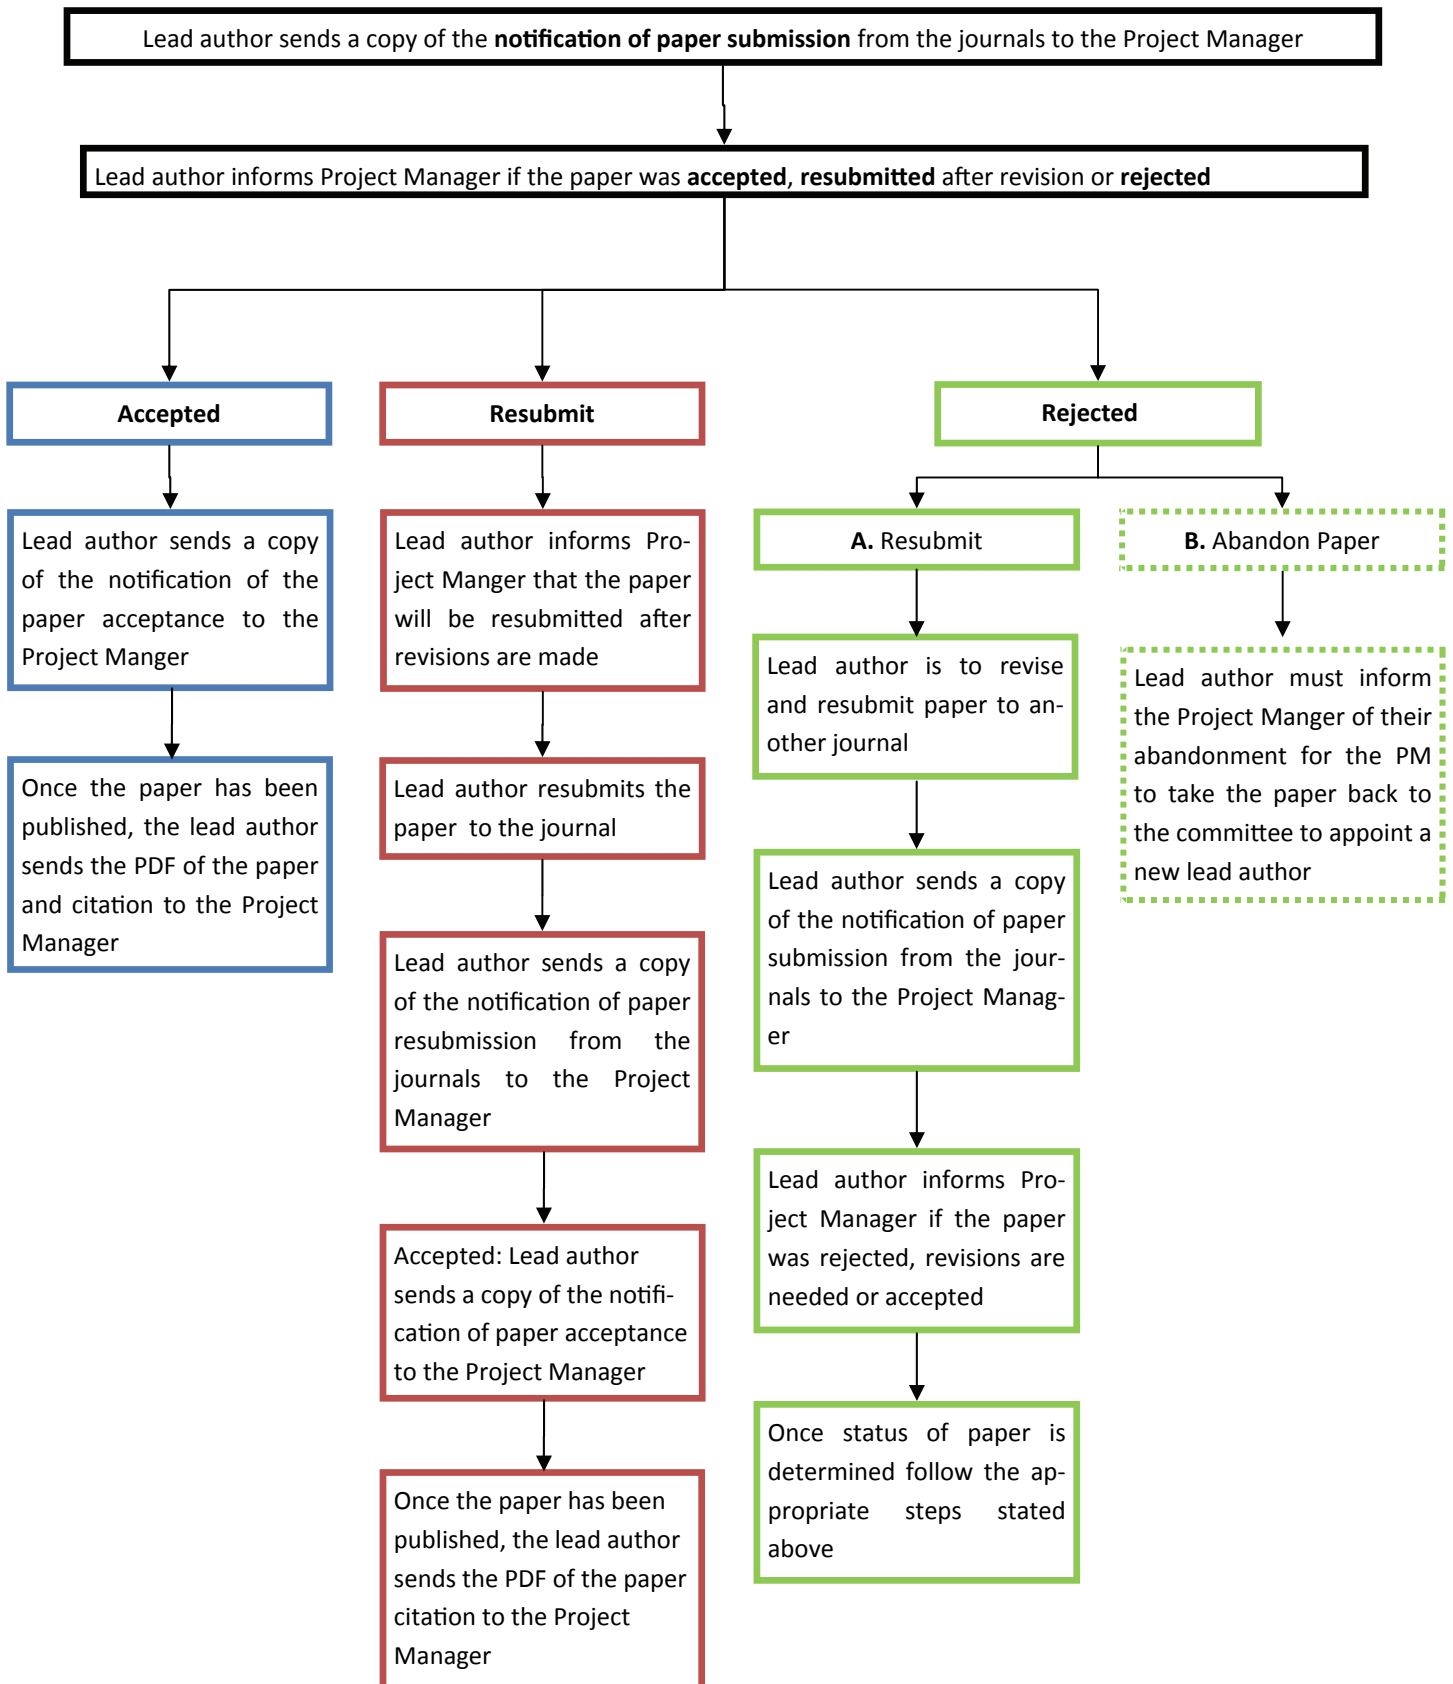 Lead author sends a copy of the notification of paper submission from the journals to the Project Manager
Lead author informs Project Manager if the paper was accepted, resubmitted after revision or rejected
Accepted
Lead author sends a copy
of the notification of the
paper acceptance to the
Project Manger
Once the paper has been
published, the lead author
sends the PDF of the paper
and citation to the Project
Manager
Resubmit
Lead author informs Pro-
ject Manger that the paper
will be resubmitted after
revisions are made
Lead author resubmits the
paper to the journal
Lead author sends a copy
of the notification of paper
resubmission from the
journals to the Project
Manager
Accepted: Lead author
sends a copy of the notifi-
cation of paper acceptance
to the Project Manager
Once the paper has been
published, the lead author
sends the PDF of the paper
citation to the Project
Manager
Rejected
A. Resubmit
Lead author is to revise
and resubmit paper to an-
other journal
Lead author sends a copy
of the notification of paper
submission from the jour-
nals to the Project Manag-
er
Lead author informs Pro-
ject Manager if the paper
was rejected, revisions are
needed or accepted
Once status of paper is
determined follow the ap-
propriate steps stated
above
B. Abandon Paper
Lead author must inform
the Project Manger of their
abandonment for the PM
to take the paper back to
the committee to appoint a
new lead author